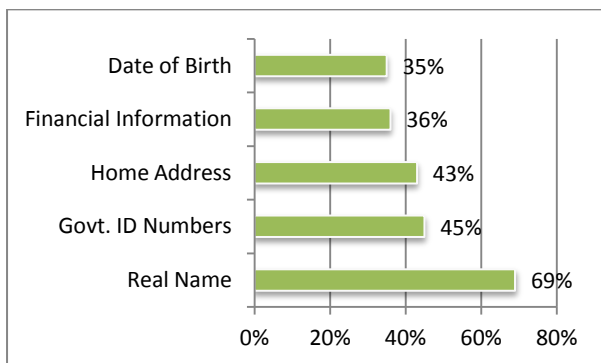 Date of Birth 35%
Financial Information 36%
Home Address 43%
Govt. ID Numbers 45%
Real Name 69%
0% 20% 40% 60% 80%